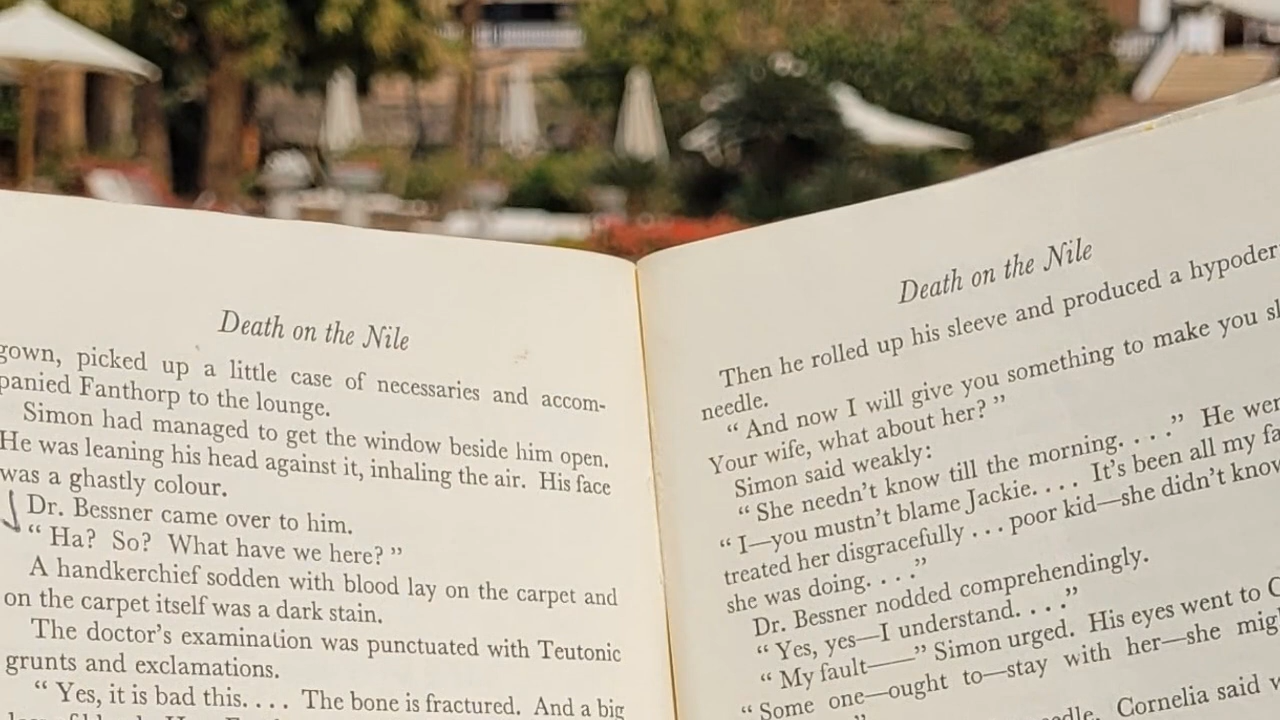 Death on the Nile
gown, picked up a little case of necessaries and accom-
panied Fanthorp to the lounge.
Simon had managed to get the window beside him open.
He was leaning his head against it, inhaling the air. His face
was a ghastly colour.
Dr. Bessner came over to him.
“ Ha? So? What have we here? ”
A handkerchief sodden with blood lay on the carpet and
on the carpet itself was a dark stain.
The doctor’s examination was punctuated with Teutonic
grunts and exclamations.
“ Yes, it is bad this. . . . The bone is fractured. And a big
Death on the Nile
Then he rolled up his sleeve and produced a hypoder
needle.
“ And now I will give you something to make you sl
Your wife, what about her? ”
Simon said weakly:
“ She needn’t know till the morning. . . .” He wen
“ I—you mustn’t blame Jackie. . . . It’s been all my fa
treated her disgracefully . . . poor kid—she didn’t know
she was doing. . . .”
Dr. Bessner nodded comprehendingly.
“ Yes, yes—I understand. . . .”
“ My fault——” Simon urged. His eyes went to C
“ Some one—ought to—stay with her—she mig
edle. Cornelia said